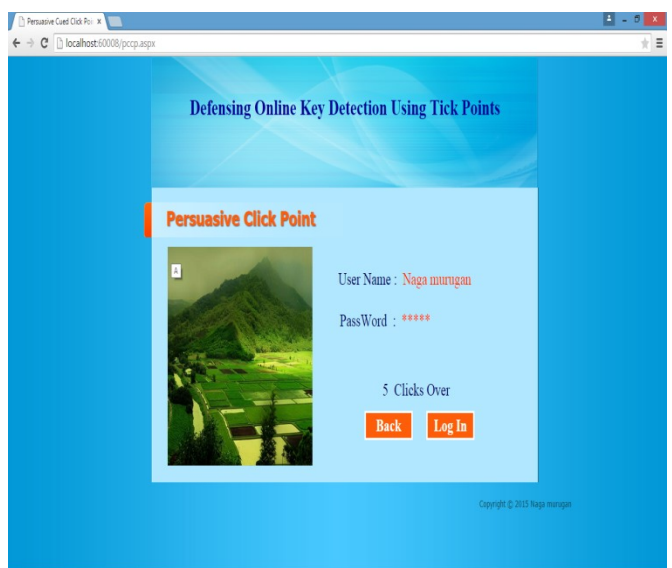 Persuasive Cued Click Poi
localhost:60008/pccp.aspx
Defensing Online Key Detection Using Tick Points
Persuasive Click Point
A
User Name : Naga murugan
PassWord : *****
5 Clicks Over
Back Log In
Copyright © 2015 Naga murugan